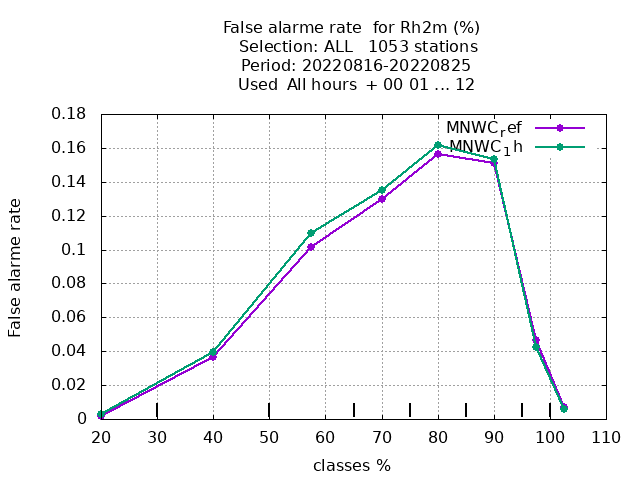 False alarme rate  for Rh2m (%)
Selection: ALL   1053 stations
Period: 20220816-20220825
Used  All hours  + 00 01 ... 12
MNWC_ref
MNWC_1h
0.18
0.16
0.14
0.12
0.1
0.08
0.06
0.04
0.02
0
False alarme rate
20 30 40 50 60 70 80 90 100 110
classes %